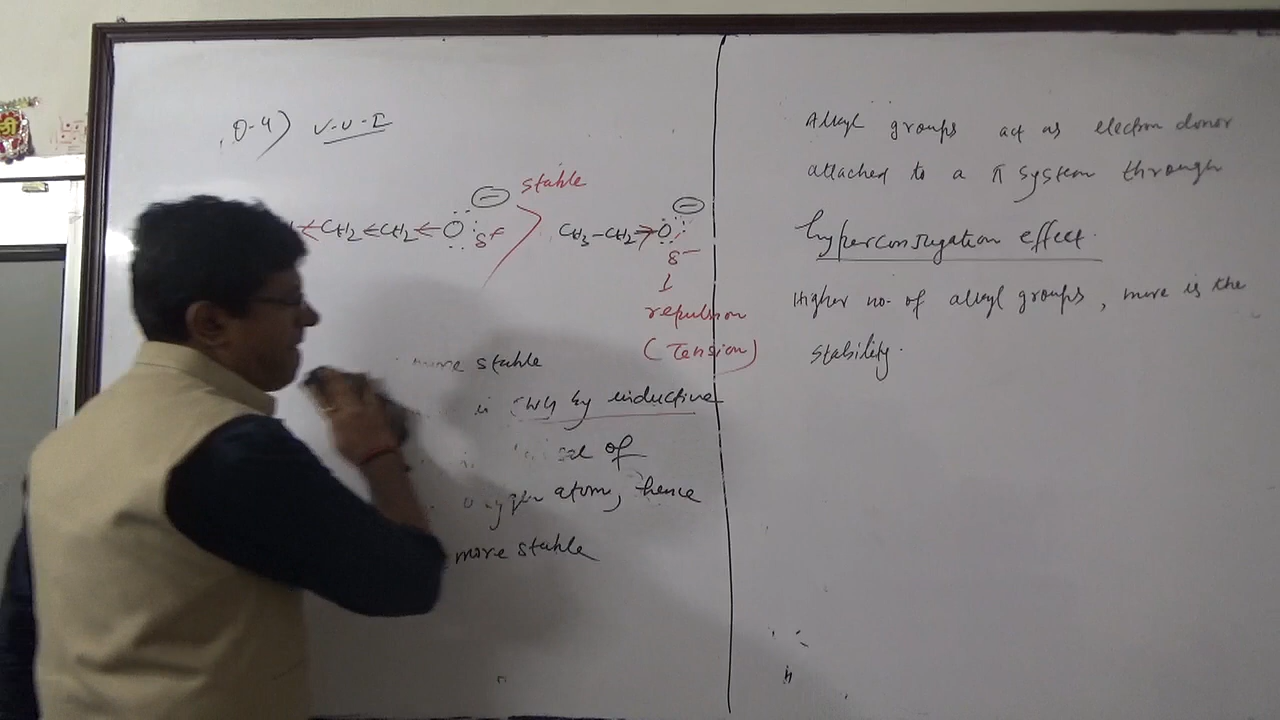 Q-4) V.V.I
stable
←CH2←CH2←O δ+ > CH3-CH2→O ⊖
δ-
↓
repulsion
(Tension)
more stable
is by inductive
of
oxygen atom, hence
more stable
Alkyl groups act as electron donor
attached to a π system through
hyperconjugation effect.
Higher no. of alkyl groups, more is the
stability.